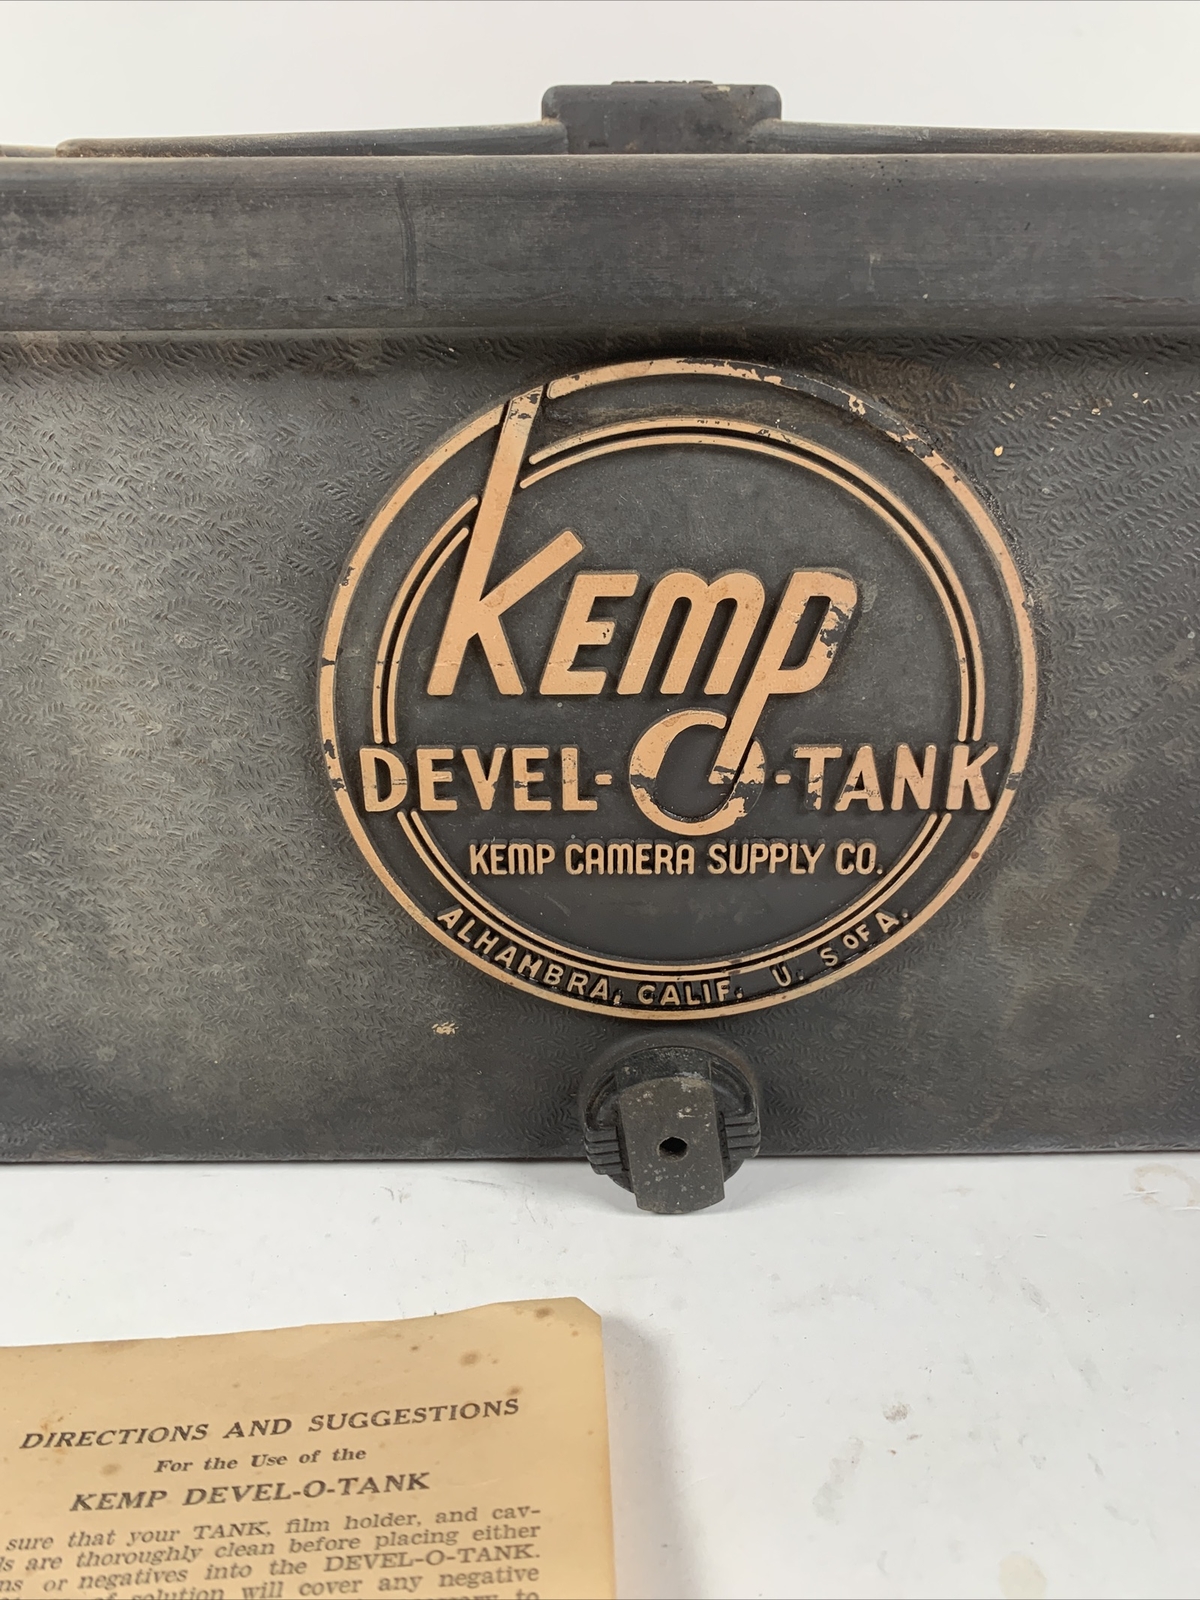 Kemp
DEVEL-O-TANK
KEMP CAMERA SUPPLY CO.
ALHAMBRA, CALIF. U. S OF A.
DIRECTIONS AND SUGGESTIONS
For the Use of the
KEMP DEVEL-O-TANK
sure that your TANK, film holder, and cav-
are thoroughly clean before placing either
or negatives into the DEVEL-O-TANK.
of solution will cover any negative
to